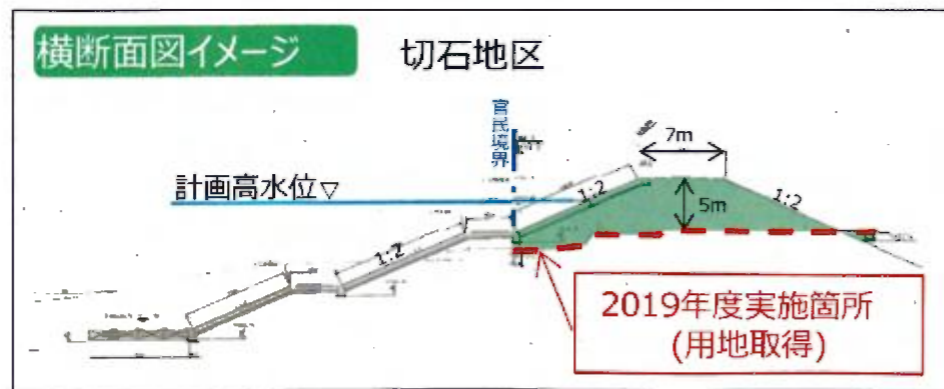 横断面図イメージ
切石地区
官民境界
7m
計画高水位▽
1:2
5m
1:2
1:2
2019年度実施箇所
(用地取得)